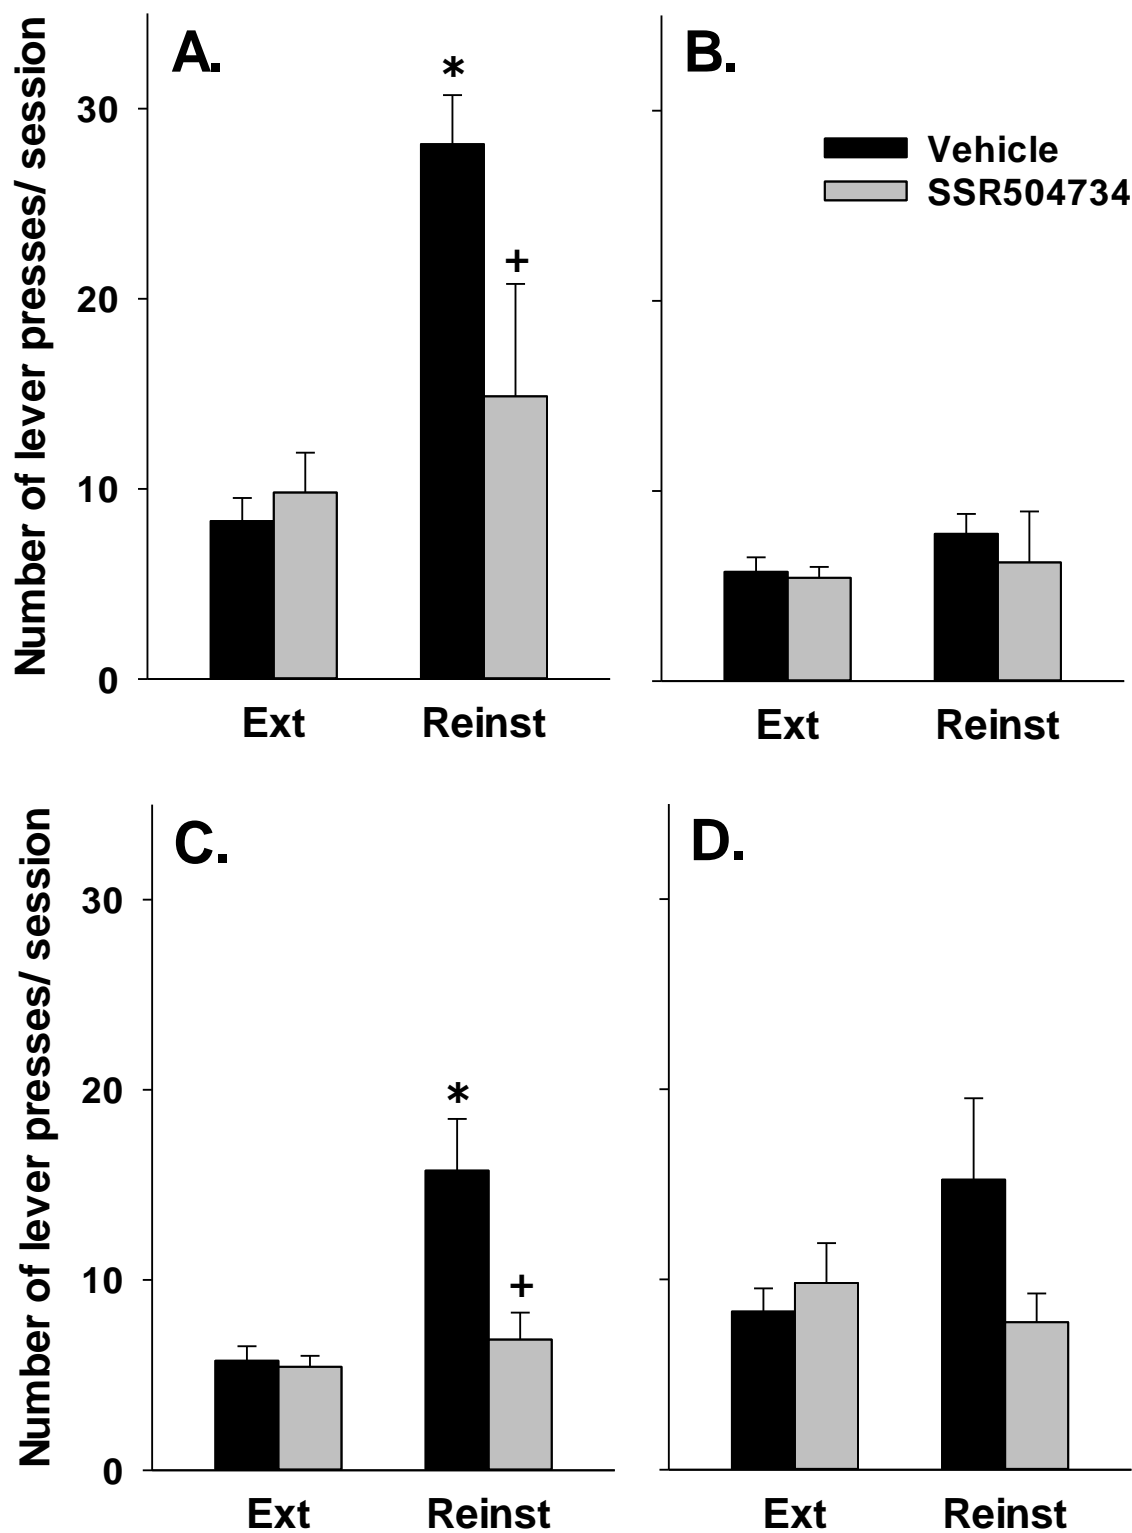 A.
*
+
30
20
10
0
Number of lever presses/ session
Ext
Reinst
B.
Vehicle
SSR504734
Ext
Reinst
C.
*
+
30
20
10
0
Number of lever presses/ session
Ext
Reinst
D.
Ext
Reinst